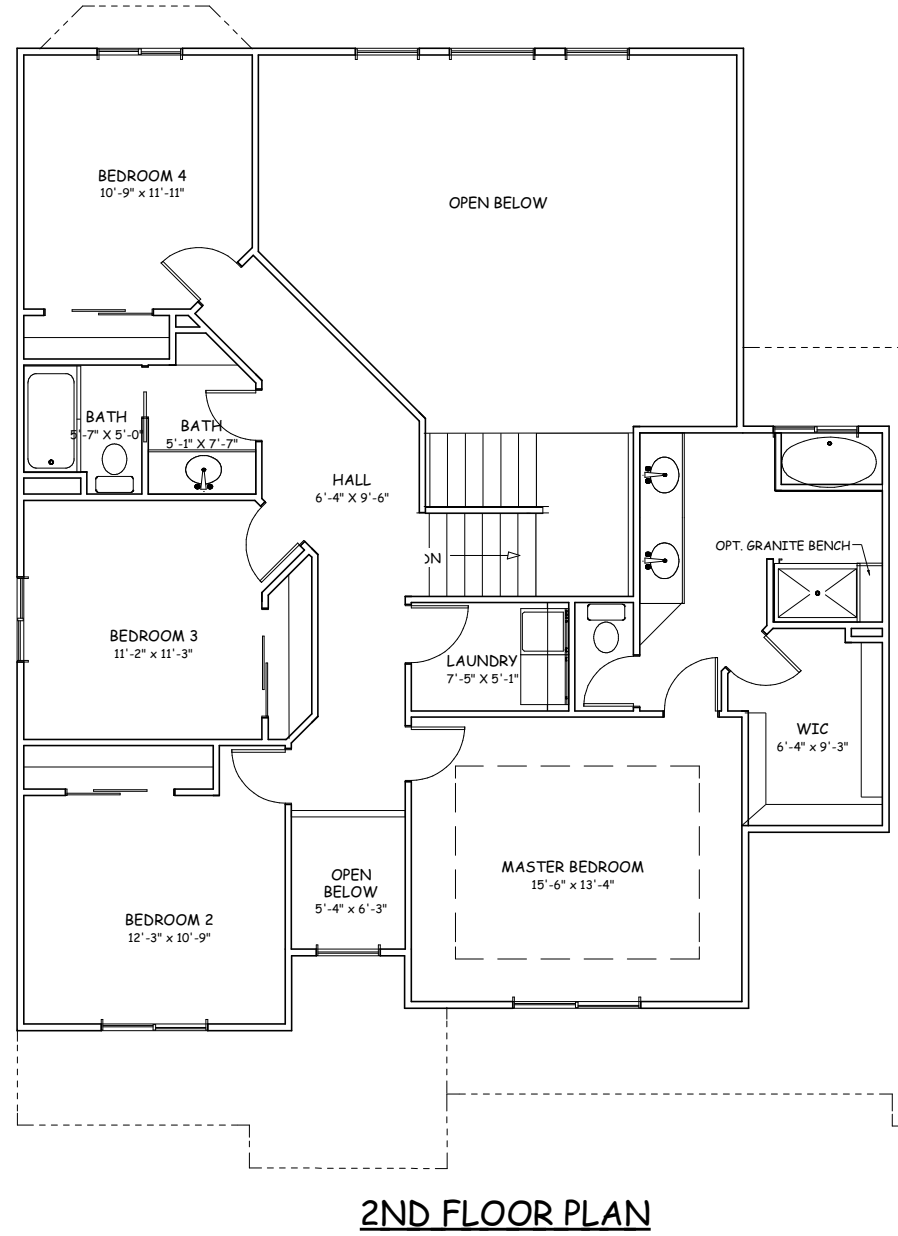 BEDROOM 4
10'-9" x 11'-11"
OPEN BELOW
BATH
5'-7" X 5'-0"
BATH
5'-1" X 7'-7"
HALL
6'-4" X 9'-6"
OPT. GRANITE BENCH
BEDROOM 3
11'-2" x 11'-3"
LAUNDRY
7'-5" X 5'-1"
WIC
6'-4" x 9'-3"
MASTER BEDROOM
15'-6" x 13'-4"
OPEN
BELOW
5'-4" x 6'-3"
BEDROOM 2
12'-3" x 10'-9"
2ND FLOOR PLAN